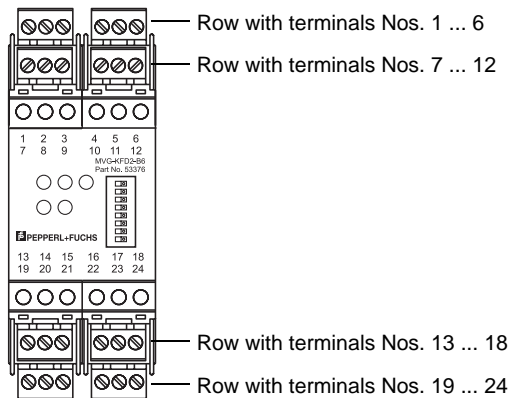 Row with terminals Nos. 1 ... 6
Row with terminals Nos. 7 ... 12
1 2 3 4 5 6
7 8 9 10 11 12
MVG-KFD2-B6
Part No. 53376
PEPPERL+FUCHS
13 14 15 16 17 18
19 20 21 22 23 24
Row with terminals Nos. 13 ... 18
Row with terminals Nos. 19 ... 24